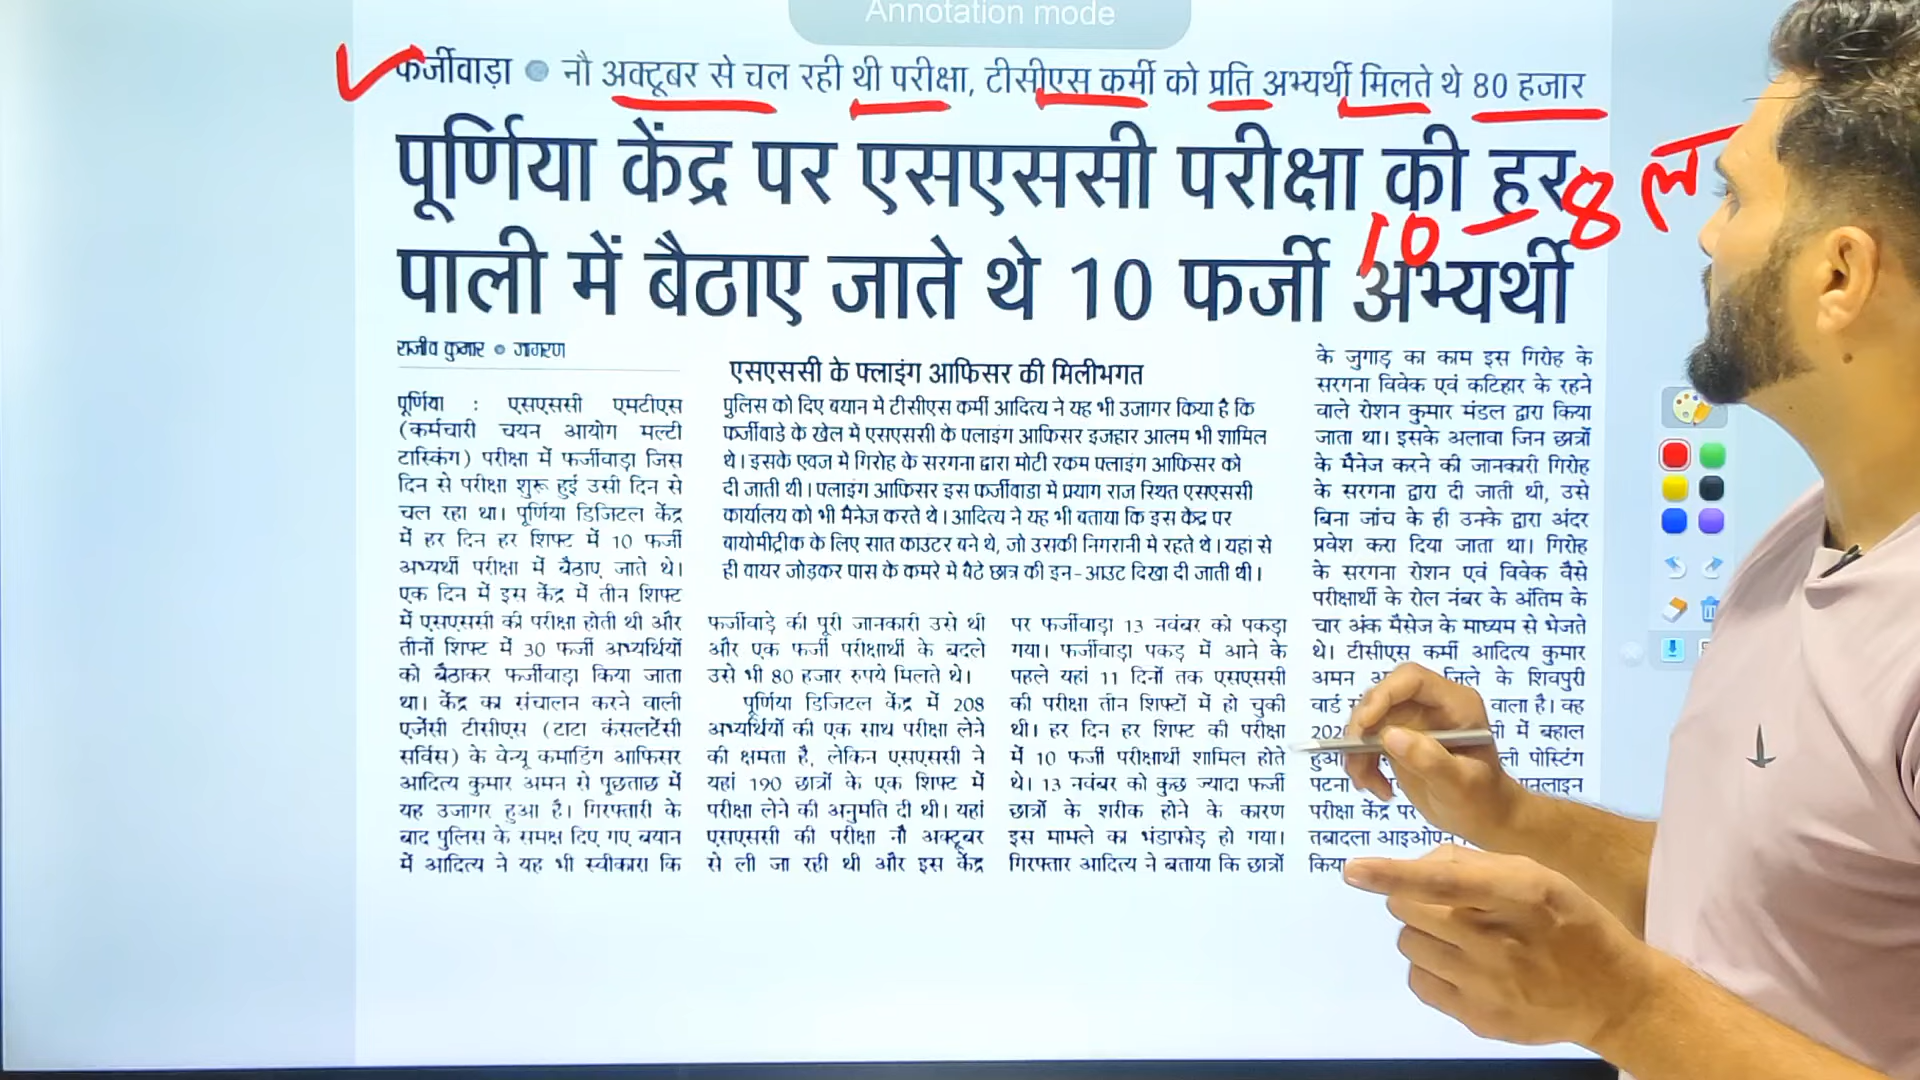 Annotation mode
फर्जीवाड़ा ● नौ अक्टूबर से चल रही थी परीक्षा, टीसीएस कर्मी को प्रति अभ्यर्थी मिलते थे 80 हजार
पूर्णिया केंद्र पर एसएससी परीक्षा की हर
10 8 ल
पाली में बैठाए जाते थे 10 फर्जी अभ्यर्थी
राजीव कुमार ● जागरण
पूर्णिया : एसएससी एमटीएस
(कर्मचारी चयन आयोग मल्टी
टास्किंग) परीक्षा में फर्जीवाड़ा जिस
दिन से परीक्षा शुरू हुई उसी दिन से
चल रहा था। पूर्णिया डिजिटल केंद्र
में हर दिन हर शिफ्ट में 10 फर्जी
अभ्यर्थी परीक्षा में बैठाए जाते थे।
एक दिन में इस केंद्र में तीन शिफ्ट
में एसएससी की परीक्षा होती थी और
तीनों शिफ्ट में 30 फर्जी अभ्यर्थियों
को बैठाकर फर्जीवाड़ा किया जाता
था। केंद्र का संचालन करने वाली
एजेंसी टीसीएस (टाटा कंसलटेंसी
सर्विस) के वेन्यू कमांडिंग आफिसर
आदित्य कुमार अमन से पूछताछ में
यह उजागर हुआ है। गिरफ्तारी के
बाद पुलिस के समक्ष दिए गए बयान
में आदित्य ने यह भी स्वीकारा कि
एसएससी के फ्लाइंग आफिसर की मिलीभगत
पुलिस को दिए बयान में टीसीएस कर्मी आदित्य ने यह भी उजागर किया है कि
फर्जीवाड़े के खेल में एसएससी के फ्लाइंग आफिसर इजहार आलम भी शामिल
थे। इसके एवज में गिरोह के सरगना द्वारा मोटी रकम फ्लाइंग आफिसर को
दी जाती थी। फ्लाइंग आफिसर इस फर्जीवाड़ा में प्रयाग राज स्थित एसएससी
कार्यालय को भी मैनेज करते थे। आदित्य ने यह भी बताया कि इस केंद्र पर
बायोमीट्रीक के लिए सात काउंटर बने थे, जो उसकी निगरानी में रहते थे। यहां से
ही वायर जोड़कर पास के कमरे में बैठे छात्र की इन-आउट दिखा दी जाती थी।
फर्जीवाड़े की पूरी जानकारी उसे थी
और एक फर्जी परीक्षार्थी के बदले
उसे भी 80 हजार रुपये मिलते थे।
पूर्णिया डिजिटल केंद्र में 208
अभ्यर्थियों की एक साथ परीक्षा लेने
की क्षमता है, लेकिन एसएससी ने
यहां 190 छात्रों के एक शिफ्ट में
परीक्षा लेने की अनुमति दी थी। यहां
एसएससी की परीक्षा नौ अक्टूबर
से ली जा रही थी और इस केंद्र
पर फर्जीवाड़ा 13 नवंबर को पकड़ा
गया। फर्जीवाड़ा पकड़ में आने के
पहले यहां 11 दिनों तक एसएससी
की परीक्षा तीन शिफ्टों में हो चुकी
थी। हर दिन हर शिफ्ट की परीक्षा
में 10 फर्जी परीक्षार्थी शामिल होते
थे। 13 नवंबर को कुछ ज्यादा फर्जी
छात्रों के शरीक होने के कारण
इस मामले का भंडाफोड़ हो गया।
गिरफ्तार आदित्य ने बताया कि छात्रों
के जुगाड़ का काम इस गिरोह के
सरगना विवेक एवं कटिहार के रहने
वाले रोशन कुमार मंडल द्वारा किया
जाता था। इसके अलावा जिन छात्रों
के मैनेज करने की जानकारी गिरोह
के सरगना द्वारा दी जाती थी, उसे
बिना जांच के ही उनके द्वारा अंदर
प्रवेश करा दिया जाता था। गिरोह
के सरगना रोशन एवं विवेक वैसे
परीक्षार्थी के रोल नंबर के अंतिम के
चार अंक मैसेज के माध्यम से भेजते
थे। टीसीएस कर्मी आदित्य कुमार
अमन जिले के शिवपुरी
वार्ड वाला है। वह
में बहाल
हुआ पोस्टिंग
पटना
परीक्षा केंद्र पर
तबादला
किया